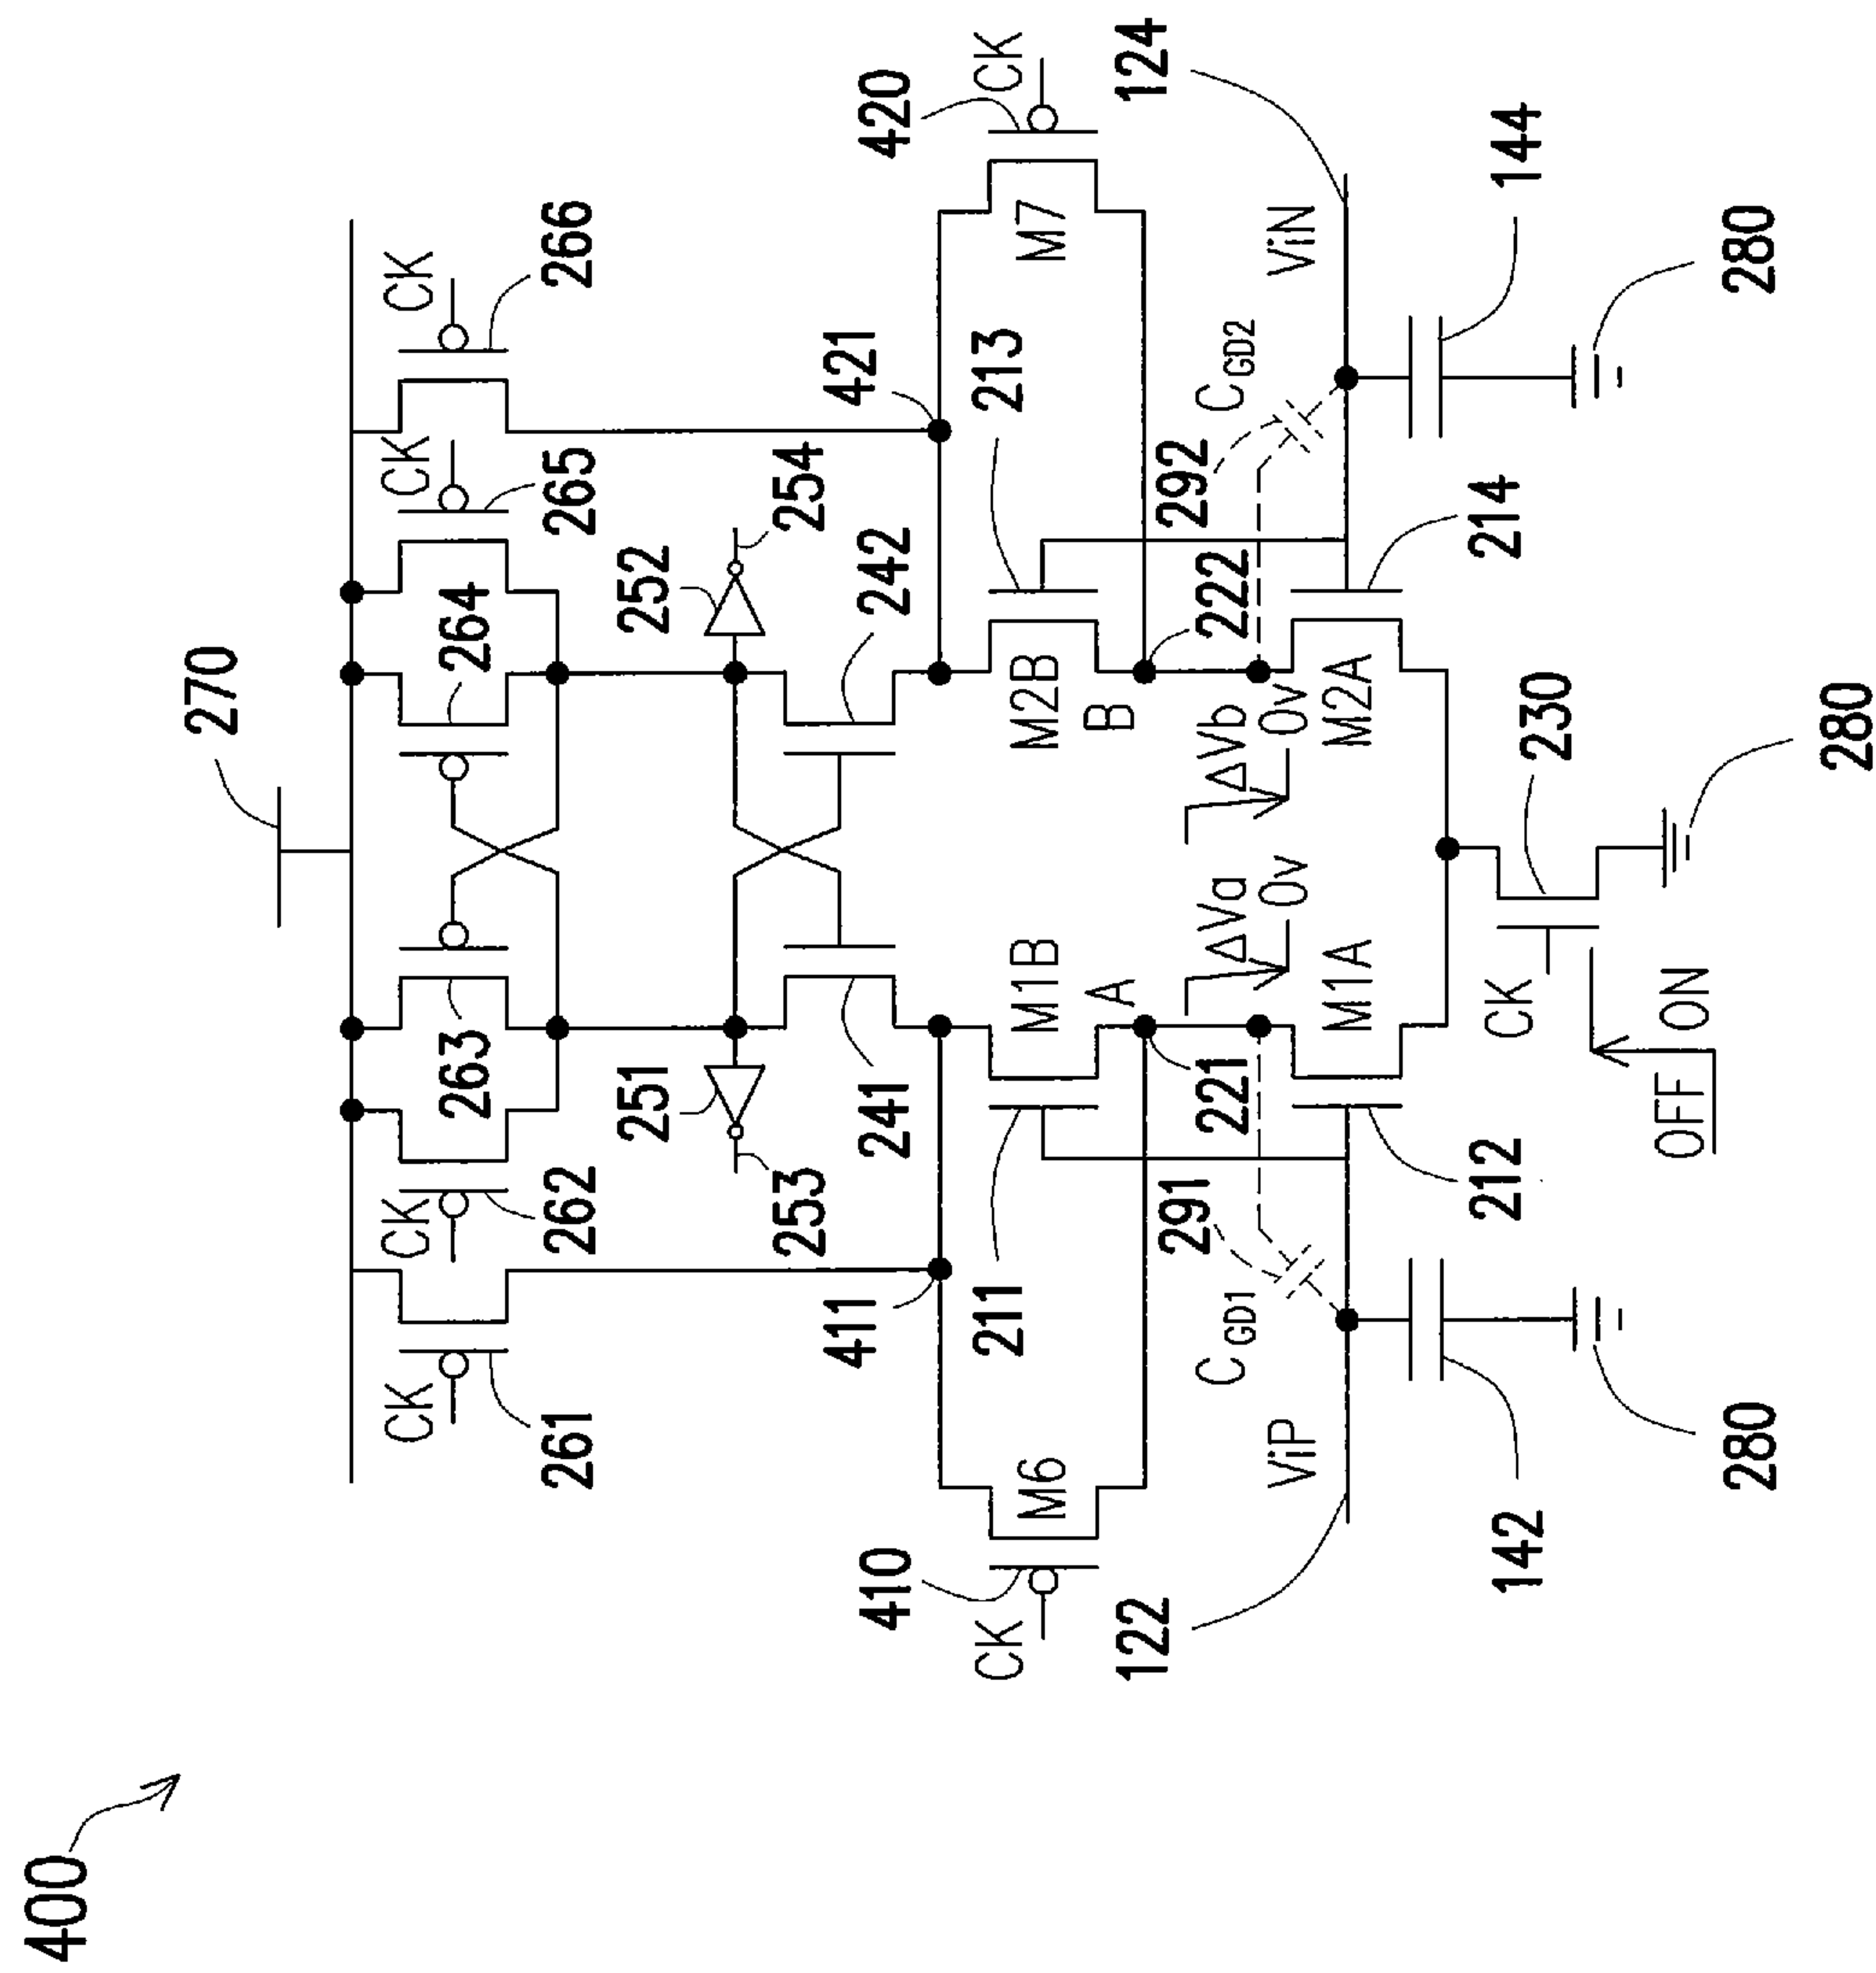 400
270
CK
261
CK
262
263
264
CK
265
CK
266
251
253
252
254
241
242
411
421
410
CK
M6
211
M1B
A
M2B
B
213
M7
420
CK
122
ViP
CGD1
291
221
ΔVa
0v
ΔVb
0v
222
292
CGD2
ViN
124
M1A
M2A
212
214
142
144
280
280
CK
230
OFF
ON
280